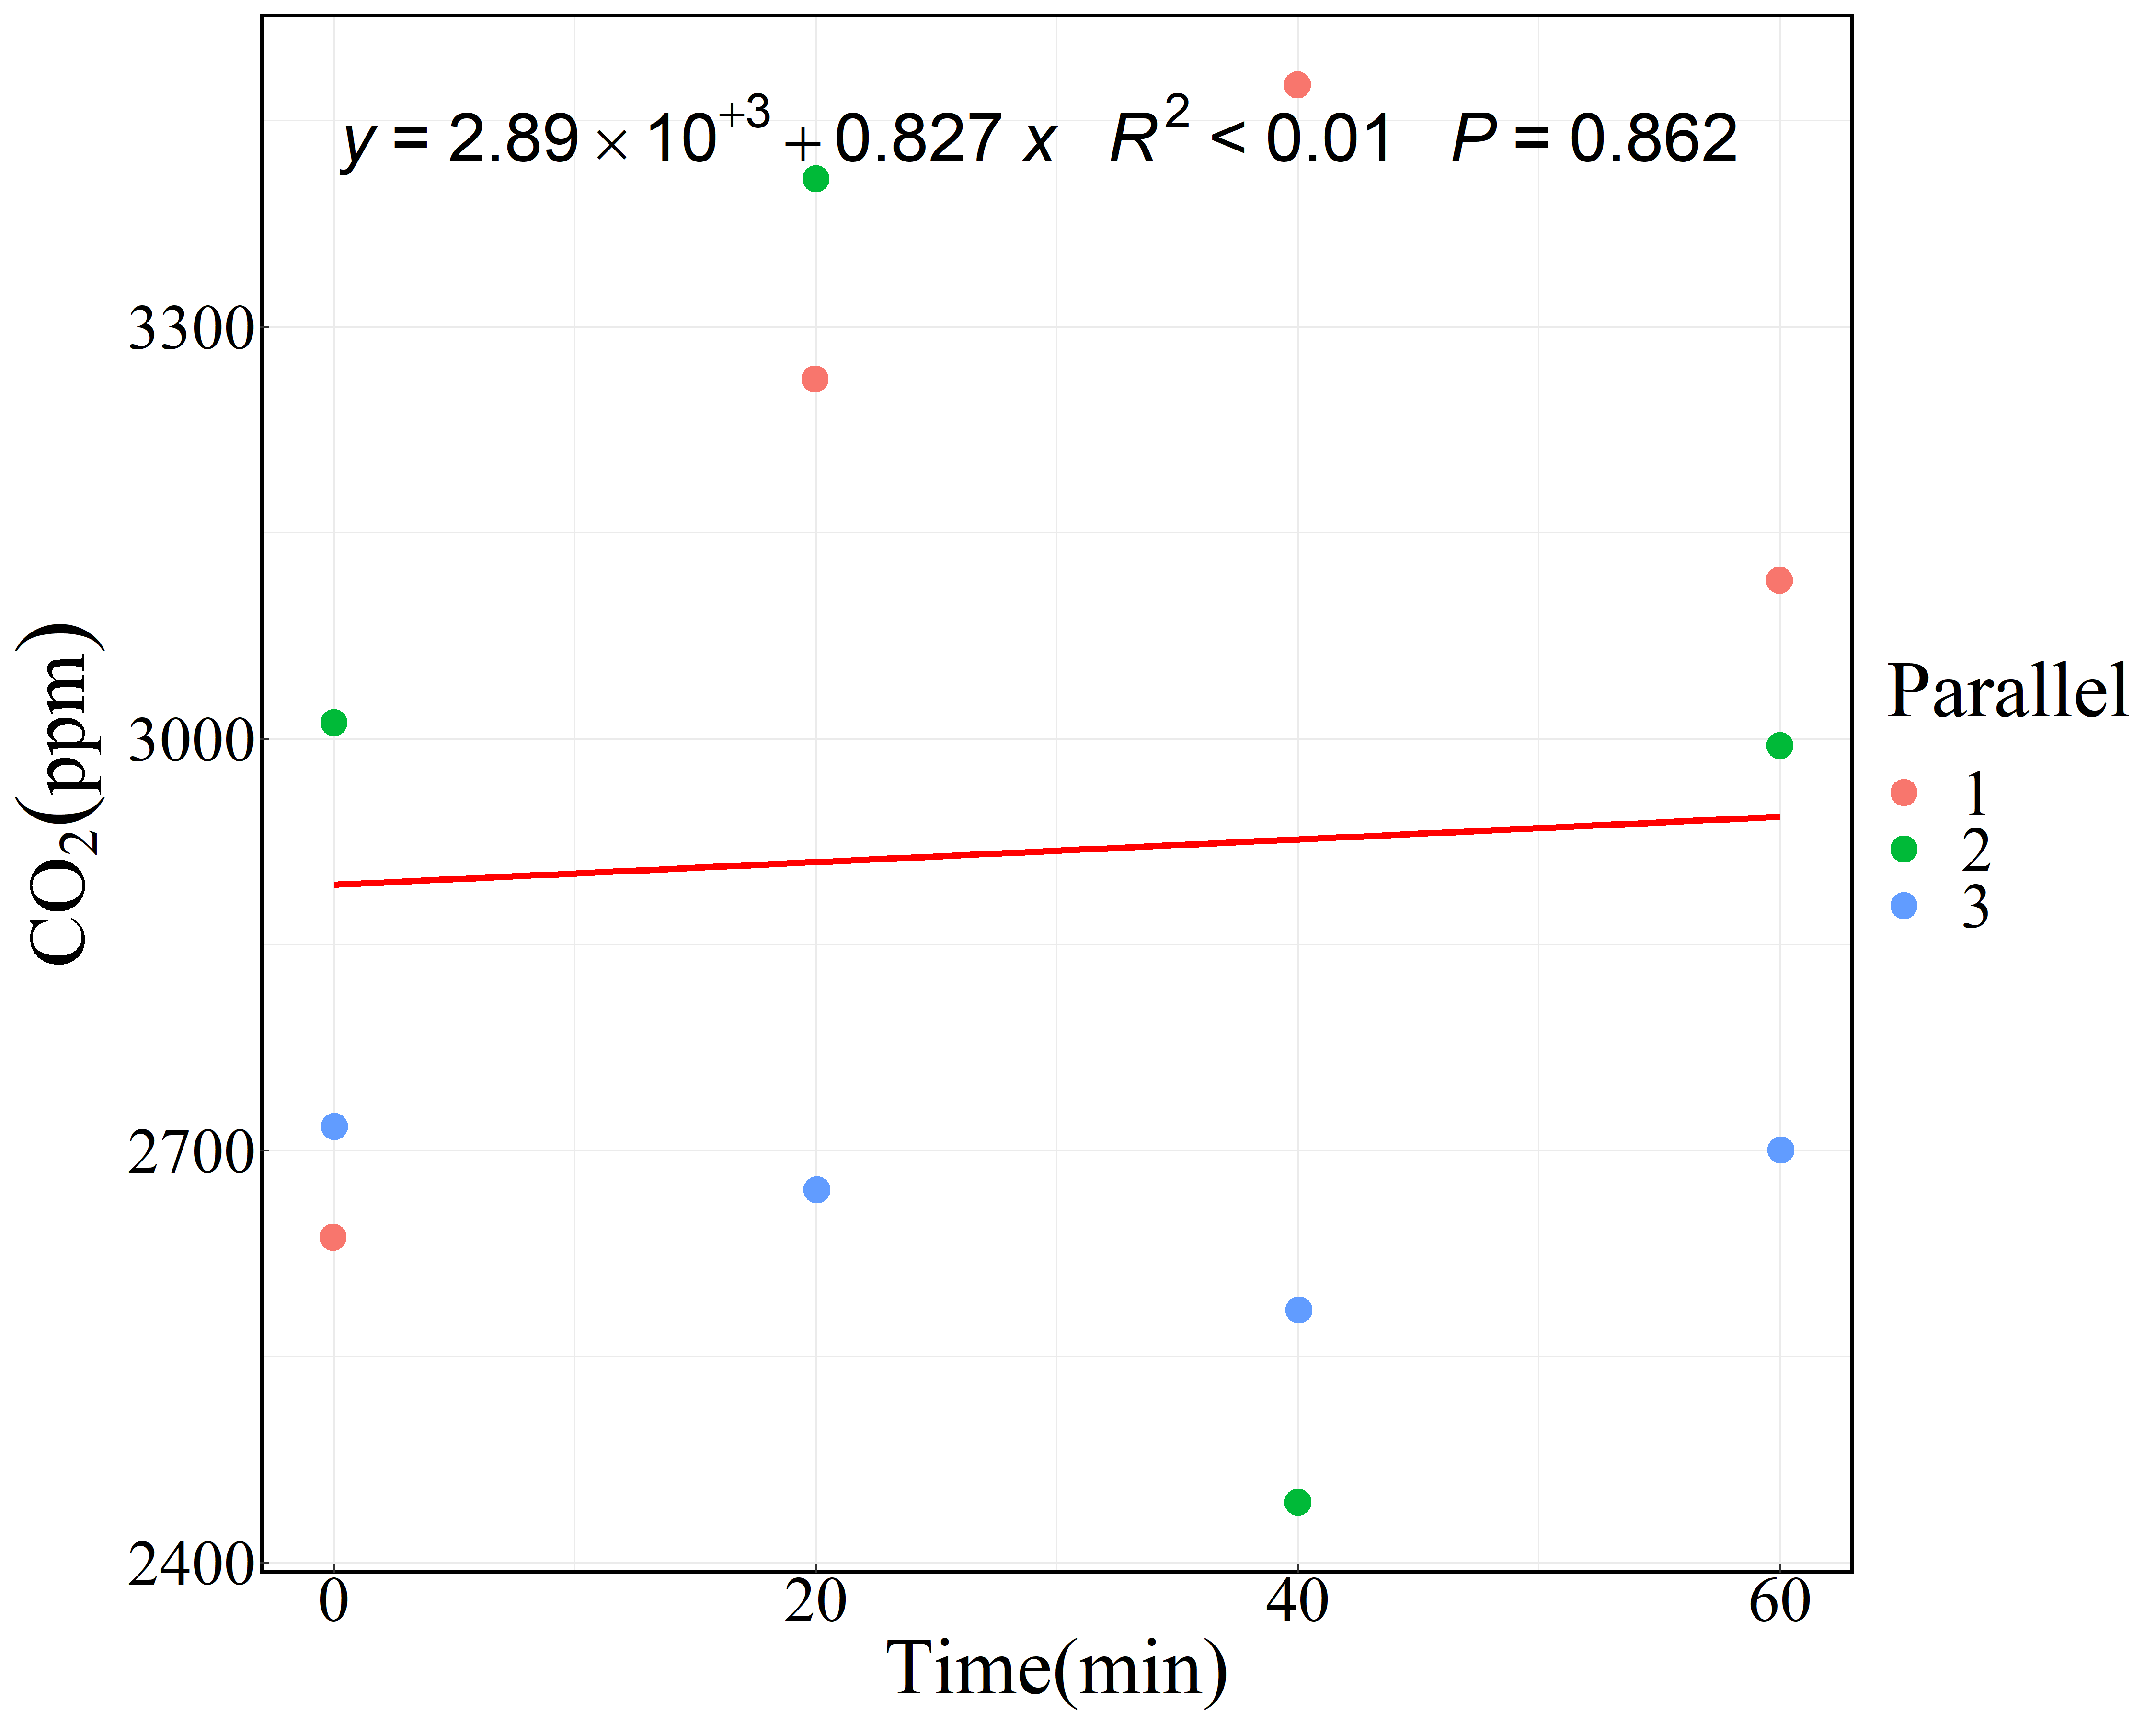 y = 2.89 × 10⁺³ + 0.827 x R² < 0.01 P = 0.862
3300
3000
2700
2400
CO₂(ppm)
0 20 40 60
Time(min)
Parallel
1
2
3